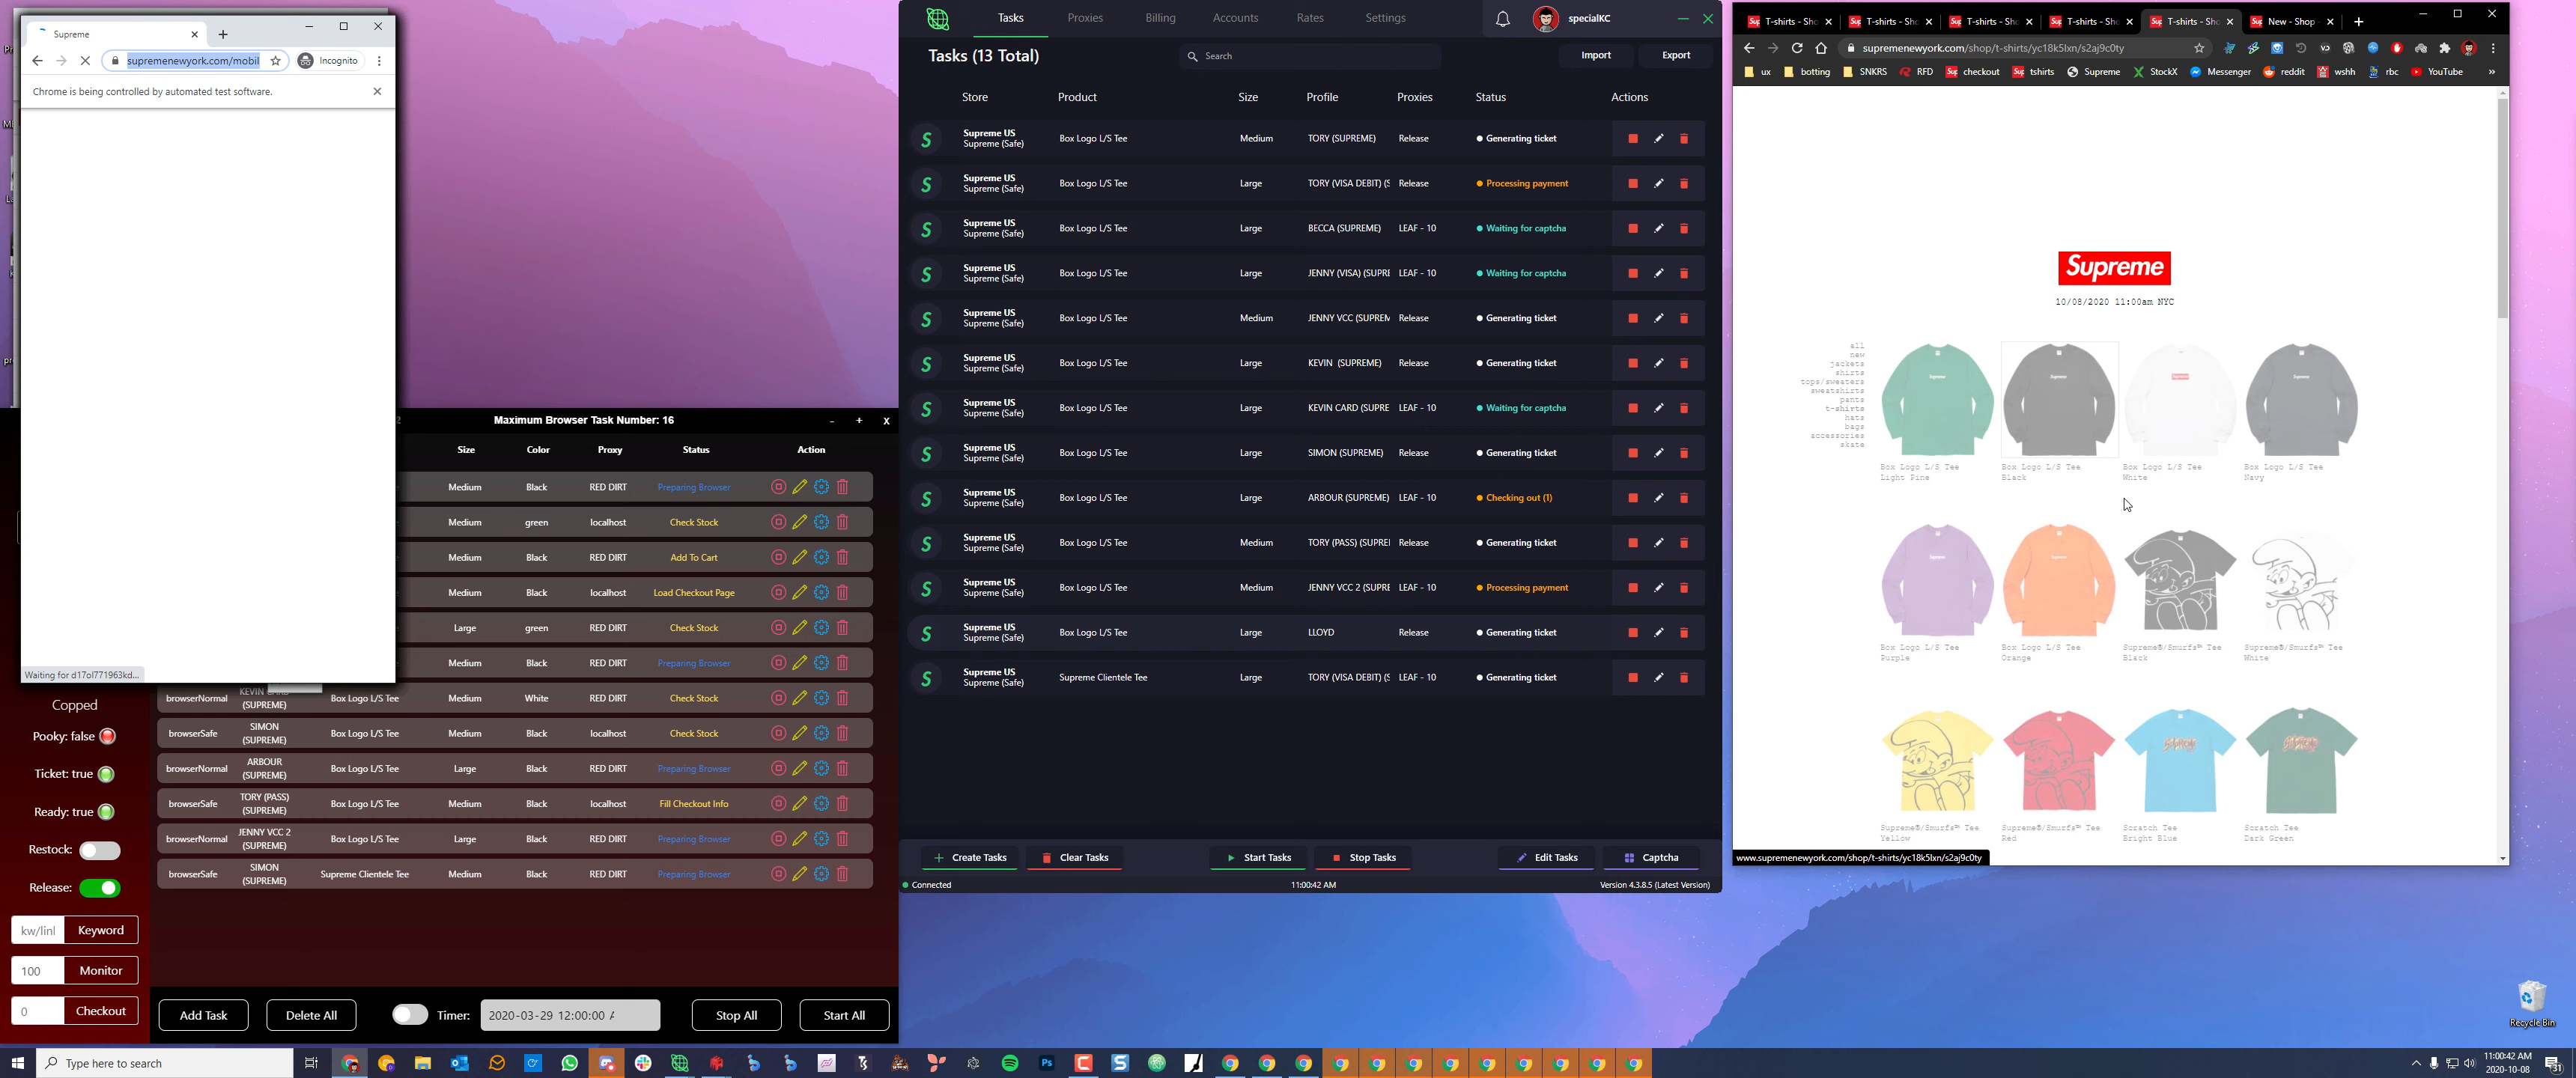 Supreme
supremenewyork.com/mobil
Incognito
Chrome is being controlled by automated test software.
Waiting for d17ol771963kd...
Maximum Browser Task Number: 16
- + x
Size Color Proxy Status Action
Medium Black RED DIRT Preparing Browser
Medium green localhost Check Stock
Medium Black RED DIRT Add To Cart
Medium Black localhost Load Checkout Page
Large green RED DIRT Check Stock
Medium Black RED DIRT Preparing Browser
browserNormal KEVIN CARD (SUPREME) Box Logo L/S Tee Medium White RED DIRT Check Stock
browserSafe SIMON (SUPREME) Box Logo L/S Tee Medium Black localhost Check Stock
browserNormal ARBOUR (SUPREME) Box Logo L/S Tee Large Black RED DIRT Preparing Browser
browserSafe TORY (PASS) (SUPREME) Box Logo L/S Tee Medium Black localhost Fill Checkout Info
browserNormal JENNY VCC 2 (SUPREME) Box Logo L/S Tee Large Black RED DIRT Preparing Browser
browserSafe SIMON (SUPREME) Supreme Clientele Tee Medium Black RED DIRT Preparing Browser
Copped
Pooky: false
Ticket: true
Ready: true
Restock:
Release:
kw/linl Keyword
100 Monitor
0 Checkout
Add Task Delete All Timer: 2020-03-29 12:00:00 A Stop All Start All
Tasks Proxies Billing Accounts Rates Settings specialKC
Tasks (13 Total) Search Import Export
Store Product Size Profile Proxies Status Actions
Supreme US
Supreme (Safe) Box Logo L/S Tee Medium TORY (SUPREME) Release Generating ticket
Supreme US
Supreme (Safe) Box Logo L/S Tee Large TORY (VISA DEBIT) (S Release Processing payment
Supreme US
Supreme (Safe) Box Logo L/S Tee Large BECCA (SUPREME) LEAF - 10 Waiting for captcha
Supreme US
Supreme (Safe) Box Logo L/S Tee Large JENNY (VISA) (SUPRE LEAF - 10 Waiting for captcha
Supreme US
Supreme (Safe) Box Logo L/S Tee Medium JENNY VCC (SUPREM Release Generating ticket
Supreme US
Supreme (Safe) Box Logo L/S Tee Large KEVIN (SUPREME) Release Generating ticket
Supreme US
Supreme (Safe) Box Logo L/S Tee Large KEVIN CARD (SUPRE LEAF - 10 Waiting for captcha
Supreme US
Supreme (Safe) Box Logo L/S Tee Large SIMON (SUPREME) Release Generating ticket
Supreme US
Supreme (Safe) Box Logo L/S Tee Large ARBOUR (SUPREME) LEAF - 10 Checking out (1)
Supreme US
Supreme (Safe) Box Logo L/S Tee Medium TORY (PASS) (SUPREI Release Generating ticket
Supreme US
Supreme (Safe) Box Logo L/S Tee Medium JENNY VCC 2 (SUPRE LEAF - 10 Processing payment
Supreme US
Supreme (Safe) Box Logo L/S Tee Large LLOYD Release Generating ticket
Supreme US
Supreme (Safe) Supreme Clientele Tee Large TORY (VISA DEBIT) (S LEAF - 10 Generating ticket
Create Tasks Clear Tasks Start Tasks Stop Tasks Edit Tasks Captcha
Connected 11:00:42 AM Version 4.3.8.5 (Latest Version)
T-shirts - Sho T-shirts - Sho T-shirts - Sho T-shirts - Sho T-shirts - Sho New - Shop
supremenewyork.com/shop/t-shirts/yc18k5lxn/s2aj9c0ty
ux botting SNKRS RFD checkout tshirts Supreme StockX Messenger reddit wshh rbc YouTube »
Supreme
10/08/2020 11:00am NYC
all
new
jackets
shirts
tops/sweaters
sweatshirts
pants
t-shirts
hats
bags
accessories
skate
Box Logo L/S Tee
Light Pine
Box Logo L/S Tee
Black
Box Logo L/S Tee
White
Box Logo L/S Tee
Navy
Box Logo L/S Tee
Purple
Box Logo L/S Tee
Orange
Supreme®/Smurfs™ Tee
Black
Supreme®/Smurfs™ Tee
White
Supreme®/Smurfs™ Tee
Yellow
Supreme®/Smurfs™ Tee
Red
Scratch Tee
Bright Blue
Scratch Tee
Dark Green
www.supremenewyork.com/shop/t-shirts/yc18k5lxn/s2aj9c0ty
Recycle Bin
Type here to search
11:00:42 AM
2020-10-08
31